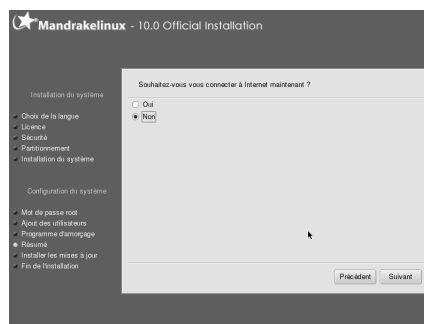 Mandrakelinux - 10.0 Official Installation
Installation du système
Choix de la langue
Licence
Sécurité
Partitionnement
Installation du système
Configuration du système
Mot de passe root
Ajout des utilisateurs
Programme d'amorçage
Résumé
Installer les mises à jour
Fin de l'installation
Souhaitez-vous vous connecter à Internet maintenant ?
Oui
Non
Précédent
Suivant